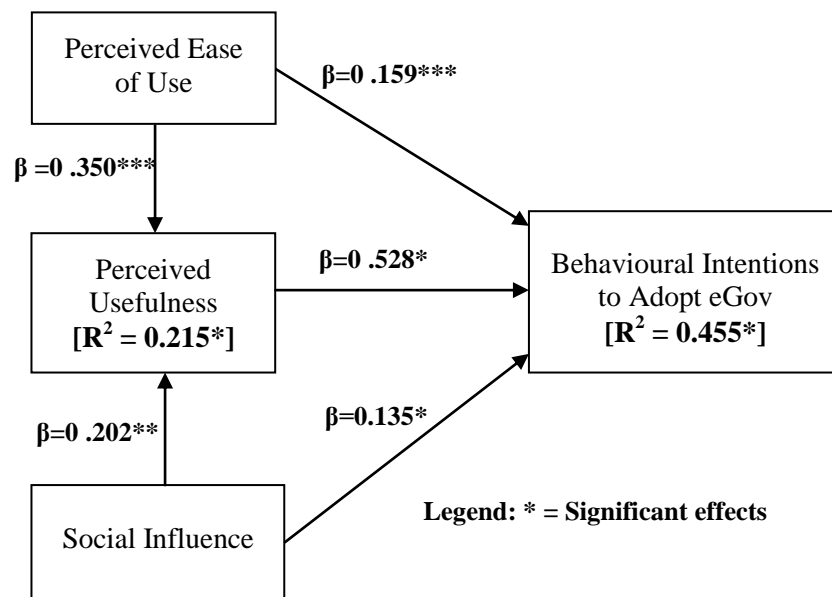 Perceived Ease
of Use
β=0 .159***
β =0 .350***
Perceived
Usefulness
[R² = 0.215*]
β=0 .528*
Behavioural Intentions
to Adopt eGov
[R² = 0.455*]
β=0 .202**
β=0.135*
Social Influence
Legend: * = Significant effects